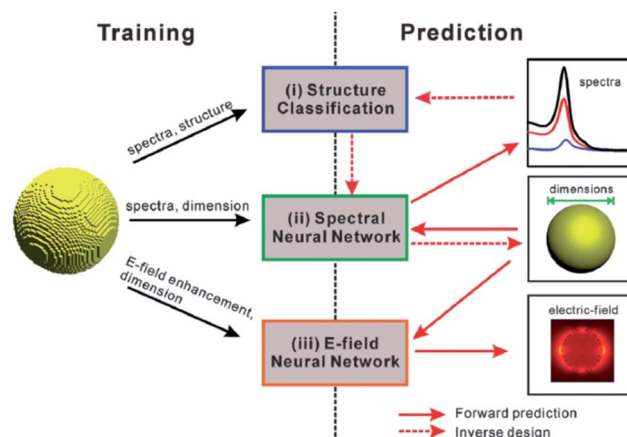 Training
Prediction
(i) Structure
Classification
spectra, structure
spectra
spectra, dimension
(ii) Spectral
Neural Network
dimensions
E-field enhancement,
dimension
(iii) E-field
Neural Network
electric-field
Forward prediction
Inverse design